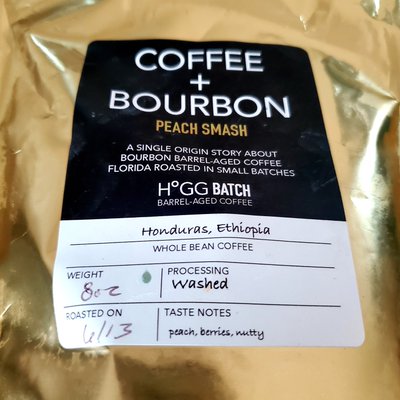 COFFEE
+
BOURBON
PEACH SMASH
A SINGLE ORIGIN STORY ABOUT
BOURBON BARREL-AGED COFFEE
FLORIDA ROASTED IN SMALL BATCHES
HOGG BATCH
BARREL-AGED COFFEE
Honduras, Ethiopia
WHOLE BEAN COFFEE
WEIGHT
8oz
PROCESSING
Washed
ROASTED ON
6/13
TASTE NOTES
peach, berries, nutty